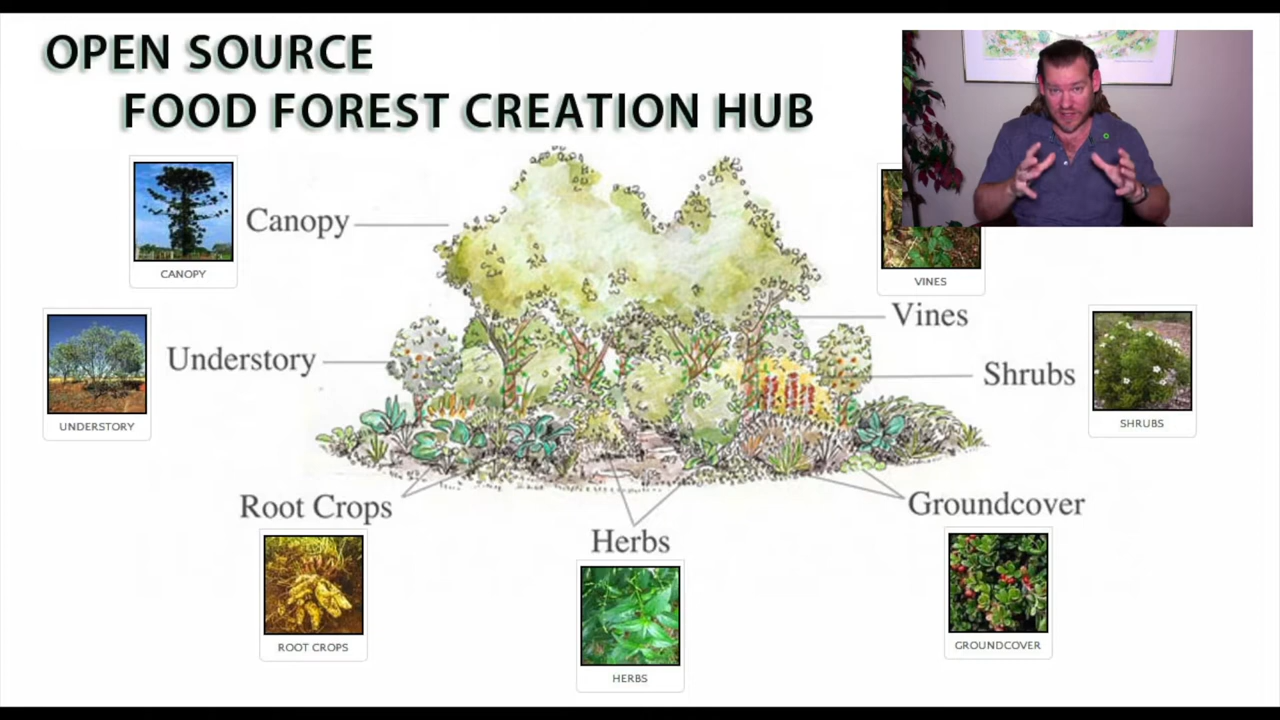 OPEN SOURCE
FOOD FOREST CREATION HUB
Canopy
CANOPY
VINES
Vines
Understory
UNDERSTORY
Shrubs
SHRUBS
Root Crops
ROOT CROPS
Herbs
HERBS
Groundcover
GROUNDCOVER